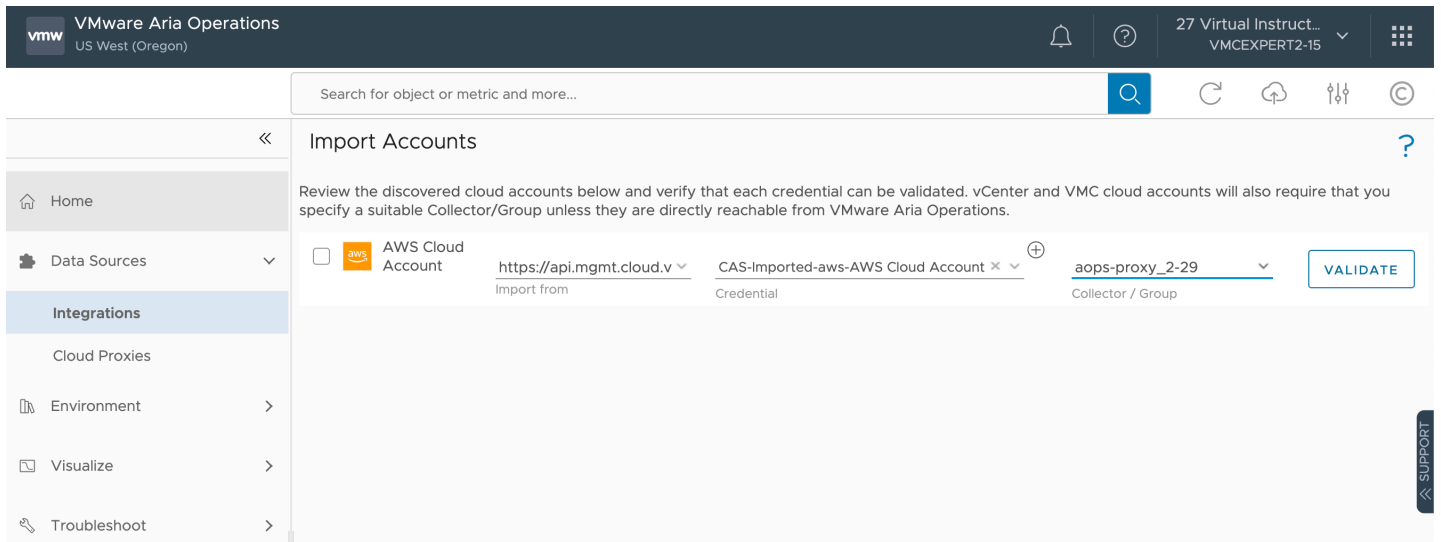 vmw
VMware Aria Operations
US West (Oregon)
?
27 Virtual Instruct...
VMCEXPERT2-15
Search for object or metric and more...
©
Import Accounts
?
Home
Data Sources
Integrations
Cloud Proxies
Environment
Visualize
Troubleshoot
Review the discovered cloud accounts below and verify that each credential can be validated. vCenter and VMC cloud accounts will also require that you
specify a suitable Collector/Group unless they are directly reachable from VMware Aria Operations.
aws
AWS Cloud
Account
https://api.mgmt.cloud.v
Import from
CAS-Imported-aws-AWS Cloud Account
Credential
aops-proxy_2-29
Collector / Group
VALIDATE
SUPPORT